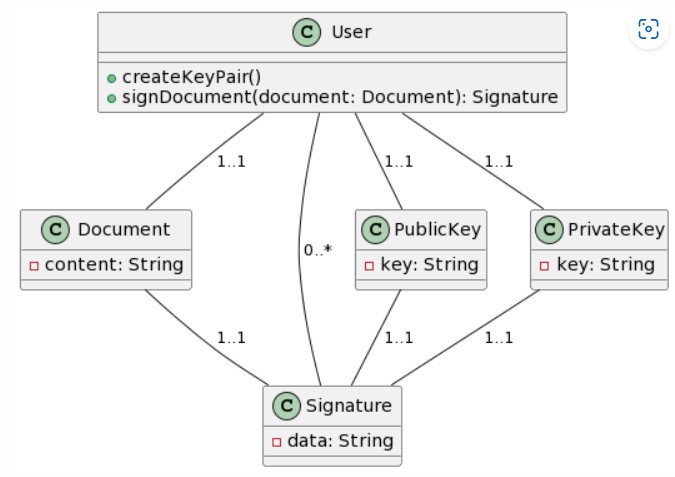 C User
createKeyPair()
signDocument(document: Document): Signature
1..1
1..1
1..1
C Document
content: String
0..*
C PublicKey
key: String
C PrivateKey
key: String
1..1
1..1
1..1
C Signature
data: String